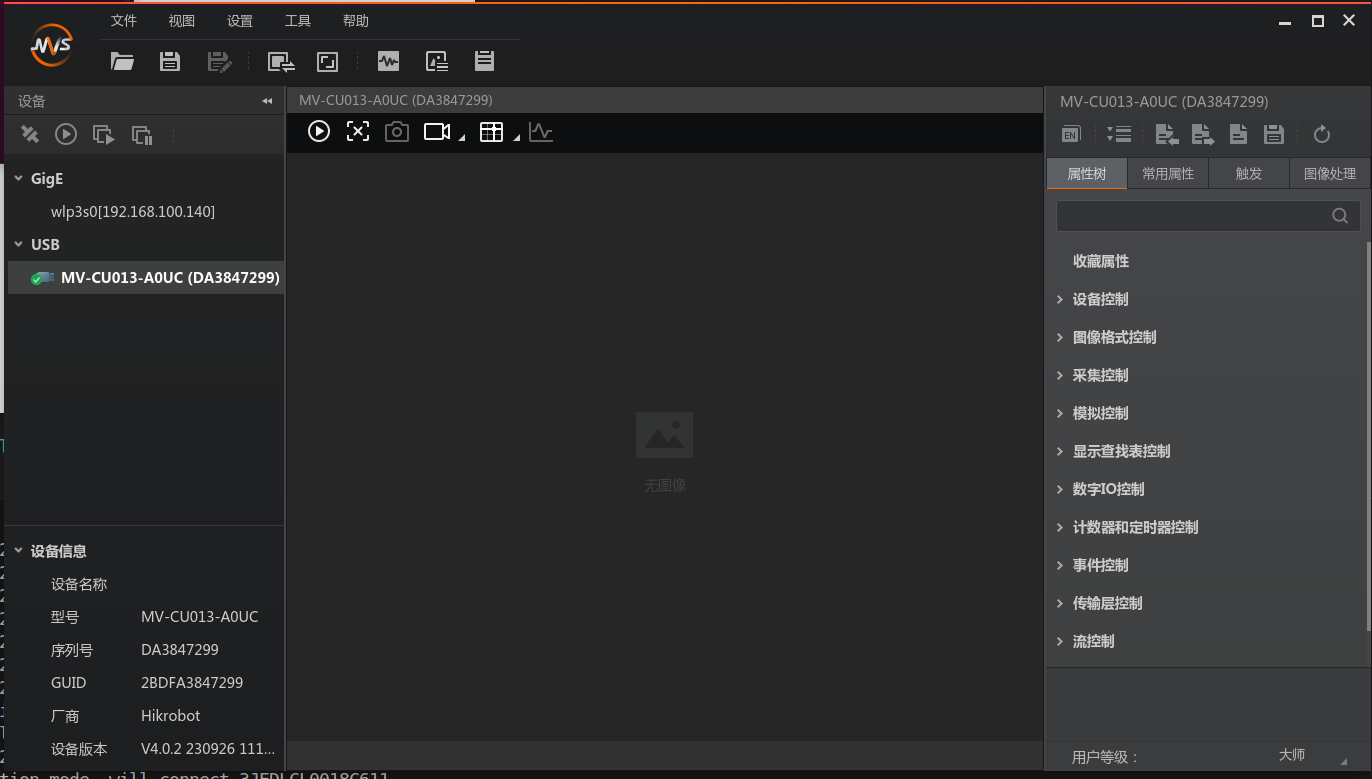 MVS
文件 视图 设置 工具 帮助
设备
GigE
wlp3s0[192.168.100.140]
USB
MV-CU013-A0UC (DA3847299)
设备信息
设备名称
型号 MV-CU013-A0UC
序列号 DA3847299
GUID 2BDFA3847299
厂商 Hikrobot
设备版本 V4.0.2 230926 111...
MV-CU013-A0UC (DA3847299)
无图像
MV-CU013-A0UC (DA3847299)
EN
属性树 常用属性 触发 图像处理
收藏属性
设备控制
图像格式控制
采集控制
模拟控制
显示查找表控制
数字IO控制
计数器和定时器控制
事件控制
传输层控制
流控制
用户等级： 大师